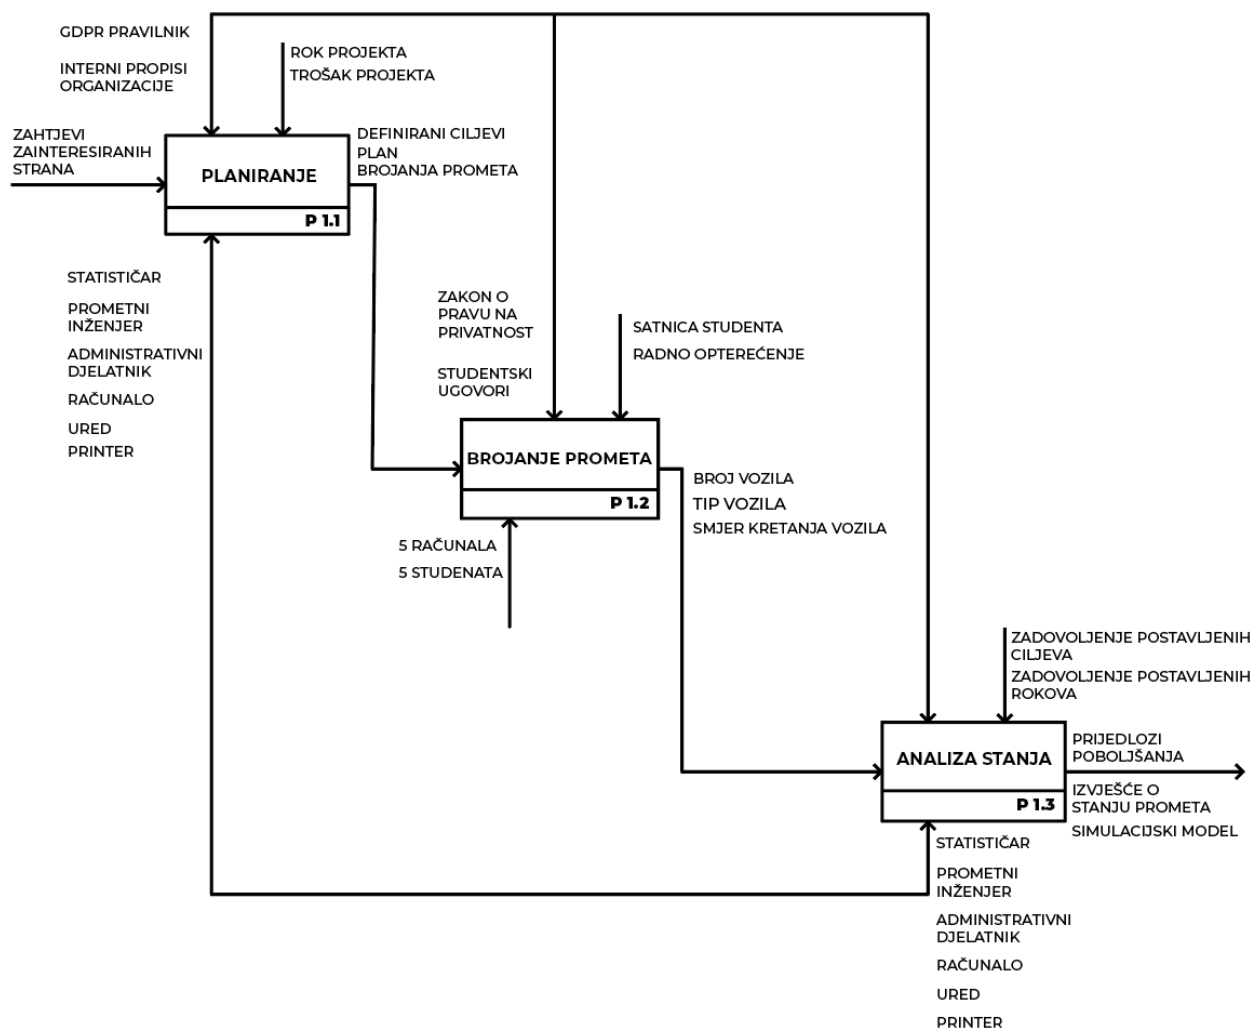 GDPR PRAVILNIK
INTERNI PROPISI
ORGANIZACIJE
ROK PROJEKTA
TROŠAK PROJEKTA
ZAHTJEVI
ZAINTERESIRANIH
STRANA
PLANIRANJE
P 1.1
DEFINIRANI CILJEVI
PLAN
BROJANJA PROMETA
STATISTIČAR
PROMETNI
INŽENJER
ADMINISTRATIVNI
DJELATNIK
RAČUNALO
URED
PRINTER
ZAKON O
PRAVU NA
PRIVATNOST
STUDENTSKI
UGOVORI
SATNICA STUDENTA
RADNO OPTEREĆENJE
BROJANJE PROMETA
P 1.2
BROJ VOZILA
TIP VOZILA
SMJER KRETANJA VOZILA
5 RAČUNALA
5 STUDENATA
ZADOVOLJENJE POSTAVLJENIH
CILJEVA
ZADOVOLJENJE POSTAVLJENIH
ROKOVA
ANALIZA STANJA
P 1.3
PRIJEDLOZI
POBOLJŠANJA
IZVJEŠĆE O
STANJU PROMETA
SIMULACIJSKI MODEL
STATISTIČAR
PROMETNI
INŽENJER
ADMINISTRATIVNI
DJELATNIK
RAČUNALO
URED
PRINTER